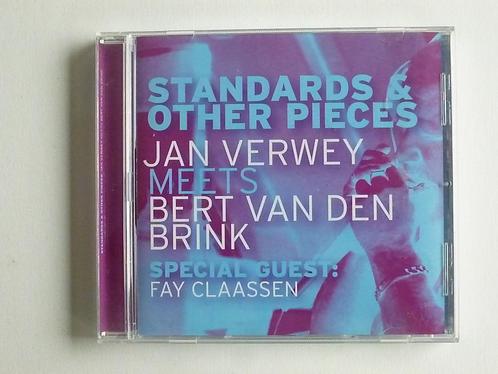 STANDARDS &
OTHER PIECES
JAN VERWEY
MEETS
BERT VAN DEN
BRINK
SPECIAL GUEST:
FAY CLAASSEN